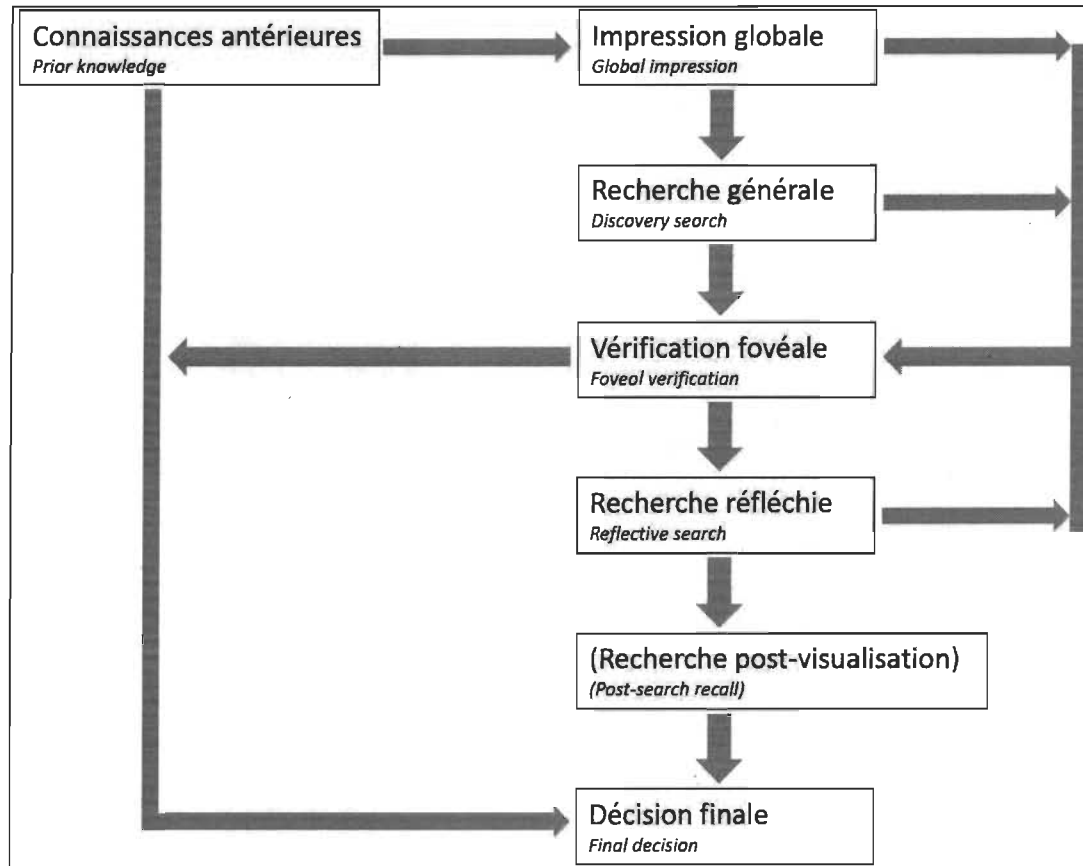 Connaissances antérieures
Prior knowledge
Impression globale
Global impression
Recherche générale
Discovery search
Vérification fovéale
Foveol verification
Recherche réfléchie
Reflective search
(Recherche post-visualisation)
(Post-search recall)
Décision finale
Final decision